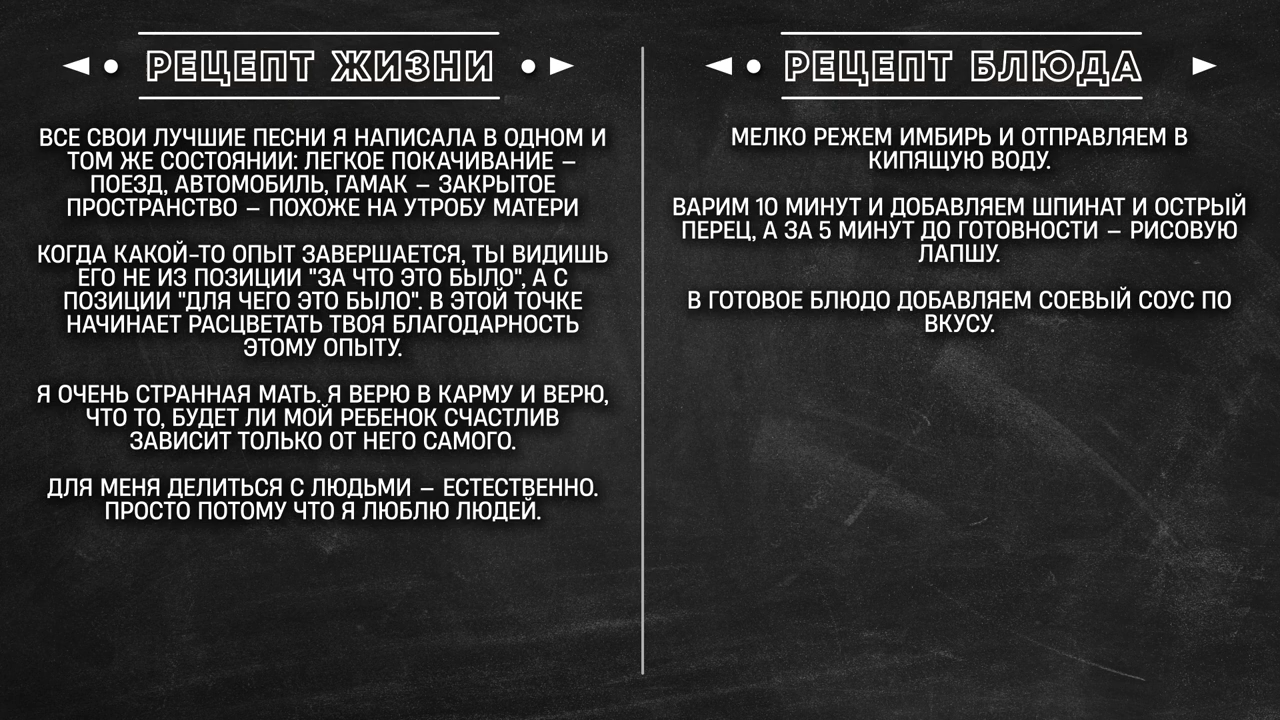 РЕЦЕПТ ЖИЗНИ
ВСЕ СВОИ ЛУЧШИЕ ПЕСНИ Я НАПИСАЛА В ОДНОМ И
ТОМ ЖЕ СОСТОЯНИИ: ЛЕГКОЕ ПОКАЧИВАНИЕ –
ПОЕЗД, АВТОМОБИЛЬ, ГАМАК – ЗАКРЫТОЕ
ПРОСТРАНСТВО – ПОХОЖЕ НА УТРОБУ МАТЕРИ
КОГДА КАКОЙ-ТО ОПЫТ ЗАВЕРШАЕТСЯ, ТЫ ВИДИШЬ
ЕГО НЕ ИЗ ПОЗИЦИИ "ЗА ЧТО ЭТО БЫЛО", А С
ПОЗИЦИИ "ДЛЯ ЧЕГО ЭТО БЫЛО". В ЭТОЙ ТОЧКЕ
НАЧИНАЕТ РАСЦВЕТАТЬ ТВОЯ БЛАГОДАРНОСТЬ
ЭТОМУ ОПЫТУ.
Я ОЧЕНЬ СТРАННАЯ МАТЬ. Я ВЕРЮ В КАРМУ И ВЕРЮ,
ЧТО ТО, БУДЕТ ЛИ МОЙ РЕБЕНОК СЧАСТЛИВ
ЗАВИСИТ ТОЛЬКО ОТ НЕГО САМОГО.
ДЛЯ МЕНЯ ДЕЛИТЬСЯ С ЛЮДЬМИ – ЕСТЕСТВЕННО.
ПРОСТО ПОТОМУ ЧТО Я ЛЮБЛЮ ЛЮДЕЙ.
РЕЦЕПТ БЛЮДА
МЕЛКО РЕЖЕМ ИМБИРЬ И ОТПРАВЛЯЕМ В
КИПЯЩУЮ ВОДУ.
ВАРИМ 10 МИНУТ И ДОБАВЛЯЕМ ШПИНАТ И ОСТРЫЙ
ПЕРЕЦ, А ЗА 5 МИНУТ ДО ГОТОВНОСТИ – РИСОВУЮ
ЛАПШУ.
В ГОТОВОЕ БЛЮДО ДОБАВЛЯЕМ СОЕВЫЙ СОУС ПО
ВКУСУ.